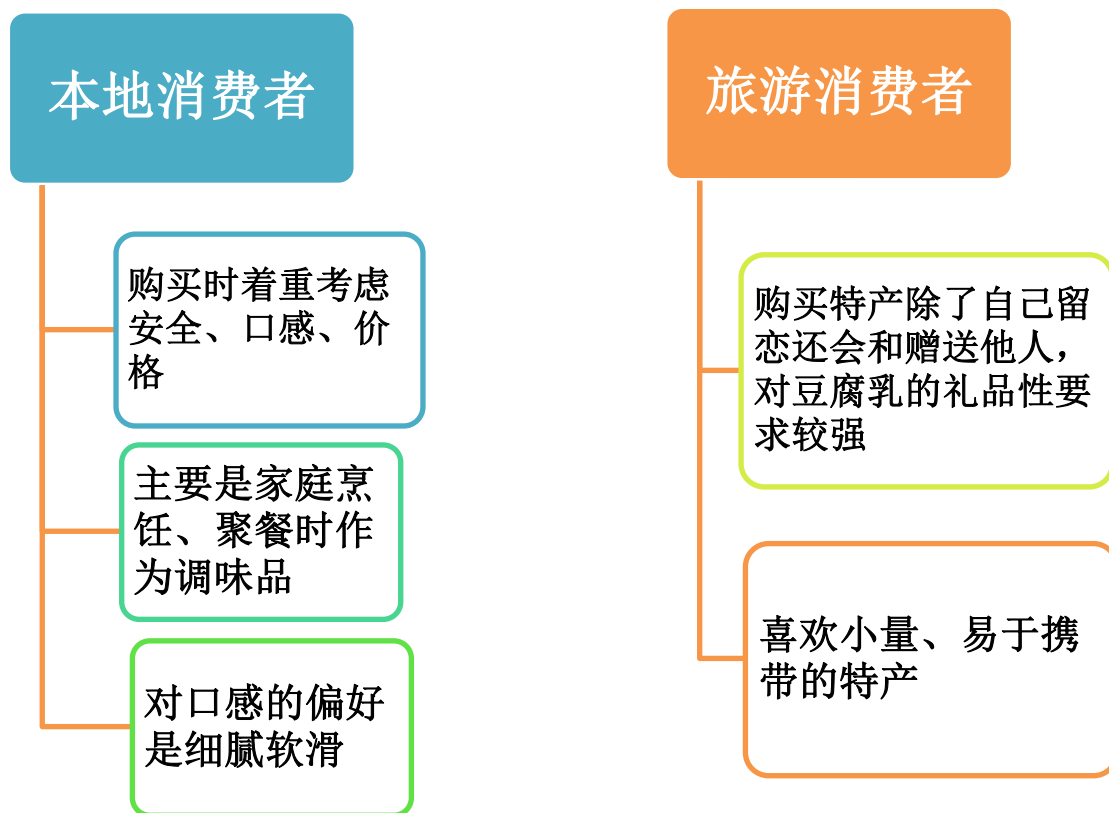 本地消费者
购买时着重考虑
安全、口感、价
格
主要是家庭烹
饪、聚餐时作
为调味品
对口感的偏好
是细腻软滑
旅游消费者
购买特产除了自己留
恋还会和赠送他人，
对豆腐乳的礼品性要
求较强
喜欢小量、易于携
带的特产